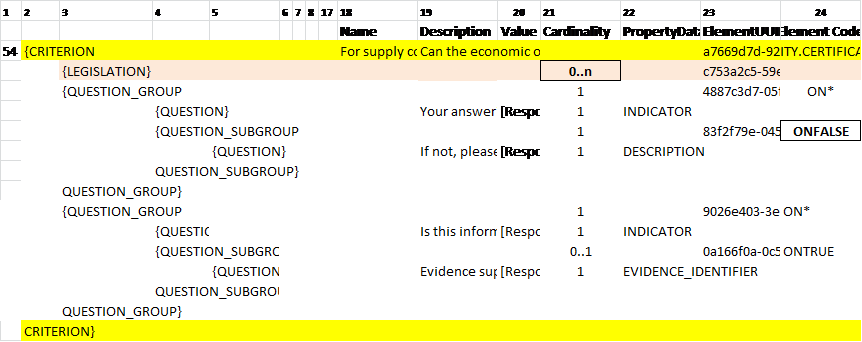 1 2 3 4 5 6 7 8 17 18 19 20 21 22 23 24
Name Description Value Cardinality PropertyDat ElementUUI Element Code
54 {CRITERION For supply co Can the economic o a7669d7d-92 ITY.CERTIFICA
{LEGISLATION} 0..n c753a2c5-59e
{QUESTION_GROUP 1 4887c3d7-05f ON*
{QUESTION} Your answer [Respo 1 INDICATOR
{QUESTION_SUBGROUP 1 83f2f79e-045 ONFALSE
{QUESTION} If not, please [Respo 1 DESCRIPTION
QUESTION_SUBGROUP}
QUESTION_GROUP}
{QUESTION_GROUP 1 9026e403-3e ON*
{QUESTIC Is this inform [Respo 1 INDICATOR
{QUESTION_SUBGRC 0..1 0a166f0a-0c5 ONTRUE
{QUESTION Evidence sup [Respo 1 EVIDENCE_IDENTIFIER
QUESTION_SUBGROU
QUESTION_GROUP}
CRITERION}